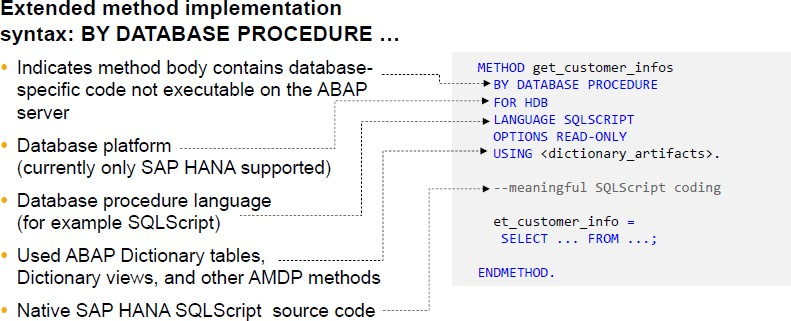 Extended method implementation
syntax: BY DATABASE PROCEDURE …
• Indicates method body contains database-
specific code not executable on the ABAP
server
• Database platform
(currently only SAP HANA supported)
• Database procedure language
(for example SQLScript)
• Used ABAP Dictionary tables,
Dictionary views, and other AMDP methods
• Native SAP HANA SQLScript source code
METHOD get_customer_infos
BY DATABASE PROCEDURE
FOR HDB
LANGUAGE SQLSCRIPT
OPTIONS READ-ONLY
USING <dictionary_artifacts>.
--meaningful SQLScript coding
et_customer_info =
SELECT ... FROM ...;
ENDMETHOD.